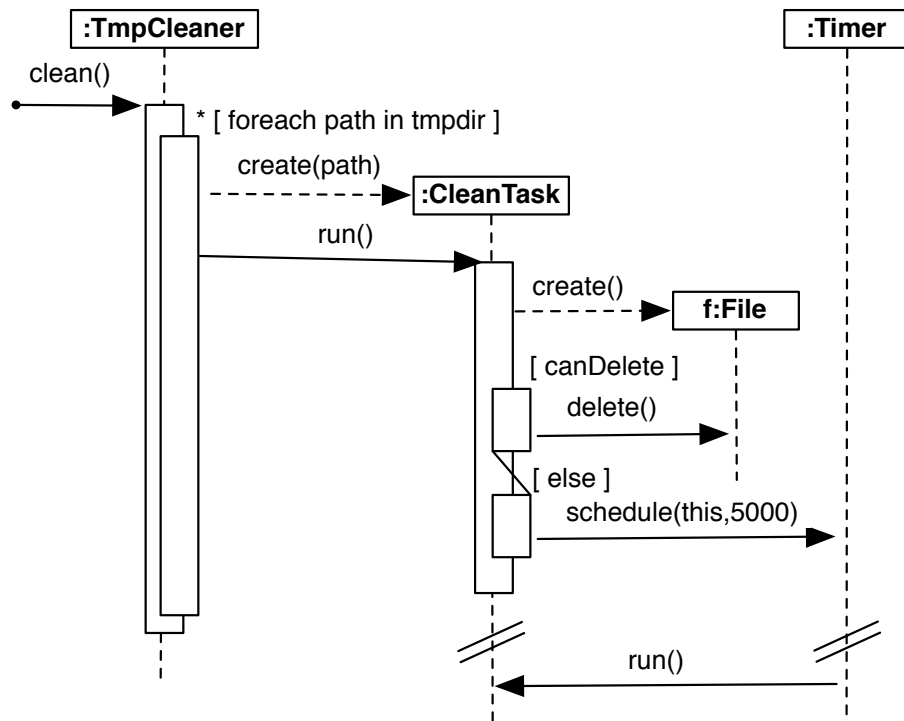 :TmpCleaner
:Timer
clean()
* [ foreach path in tmpdir ]
create(path)
:CleanTask
run()
create()
f:File
[ canDelete ]
delete()
[ else ]
schedule(this,5000)
run()